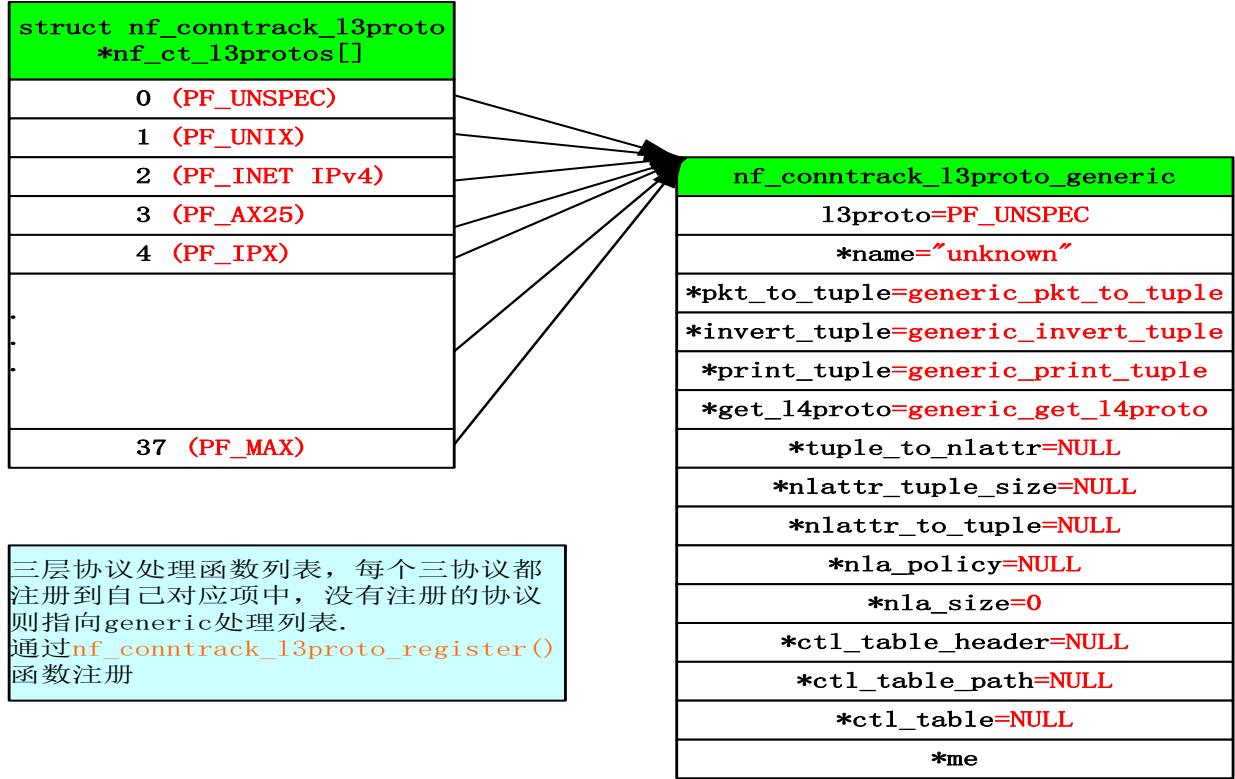 struct nf_conntrack_l3proto
*nf_ct_l3protos[]
0 (PF_UNSPEC)
1 (PF_UNIX)
2 (PF_INET IPv4)
3 (PF_AX25)
4 (PF_IPX)
.
.
.
37 (PF_MAX)
nf_conntrack_l3proto_generic
l3proto=PF_UNSPEC
*name="unknown"
*pkt_to_tuple=generic_pkt_to_tuple
*invert_tuple=generic_invert_tuple
*print_tuple=generic_print_tuple
*get_l4proto=generic_get_l4proto
*tuple_to_nlattr=NULL
*nlattr_tuple_size=NULL
*nlattr_to_tuple=NULL
*nla_policy=NULL
*nla_size=0
*ctl_table_header=NULL
*ctl_table_path=NULL
*ctl_table=NULL
*me
三层协议处理函数列表，每个三协议都
注册到自己对应项中，没有注册的协议
则指向generic处理列表.
通过nf_conntrack_l3proto_register()
函数注册